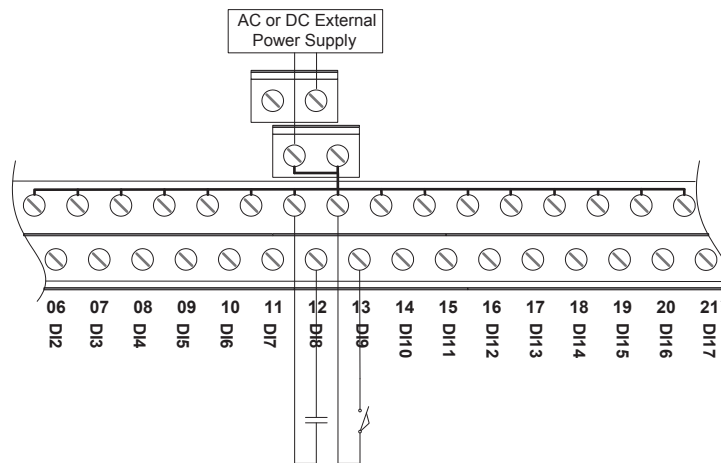 AC or DC External
Power Supply
06 07 08 09 10 11 12 13 14 15 16 17 18 19 20 21
DI2 DI3 DI4 DI5 DI6 DI7 DI8 DI9 DI10 DI11 DI12 DI13 DI14 DI15 DI16 DI17